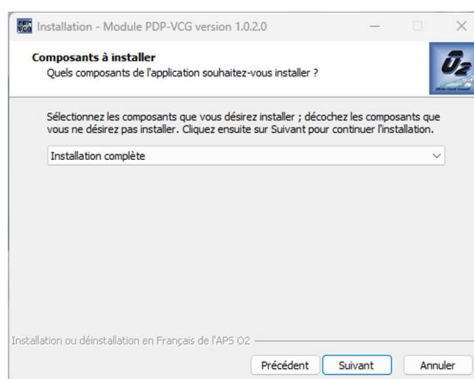 Installation - Module PDP-VCG version 1.0.2.0
Composants à installer
Quels composants de l'application souhaitez-vous installer ?
O2
Sélectionnez les composants que vous désirez installer ; décochez les composants que
vous ne désirez pas installer. Cliquez ensuite sur Suivant pour continuer l'installation.
Installation complète
Installation ou déinstallation en Français de l'APS O2
Précédent
Suivant
Annuler